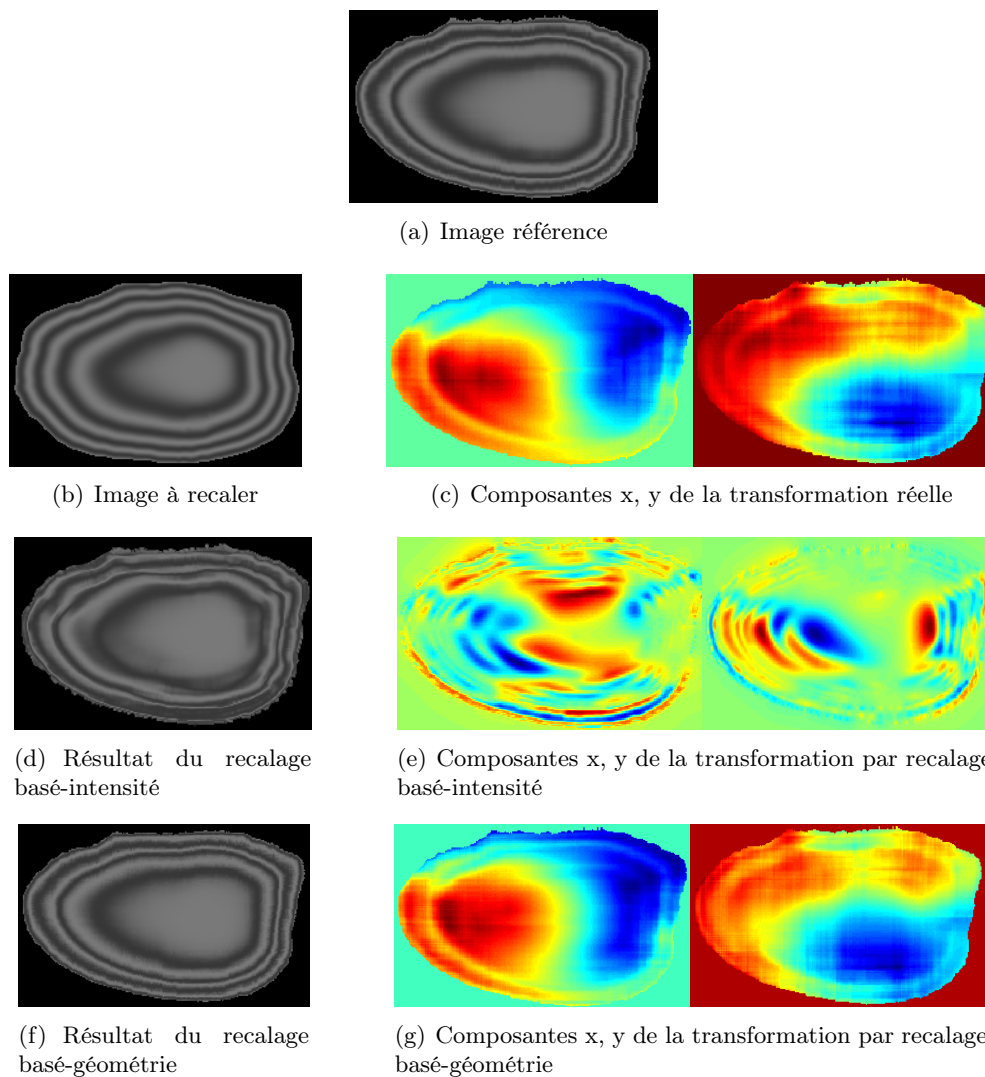 (a) Image référence
(b) Image à recaler
(c) Composantes x, y de la transformation réelle
(d) Résultat du recalage
basé-intensité
(e) Composantes x, y de la transformation par recalage
basé-intensité
(f) Résultat du recalage
basé-géométrie
(g) Composantes x, y de la transformation par recalage
basé-géométrie